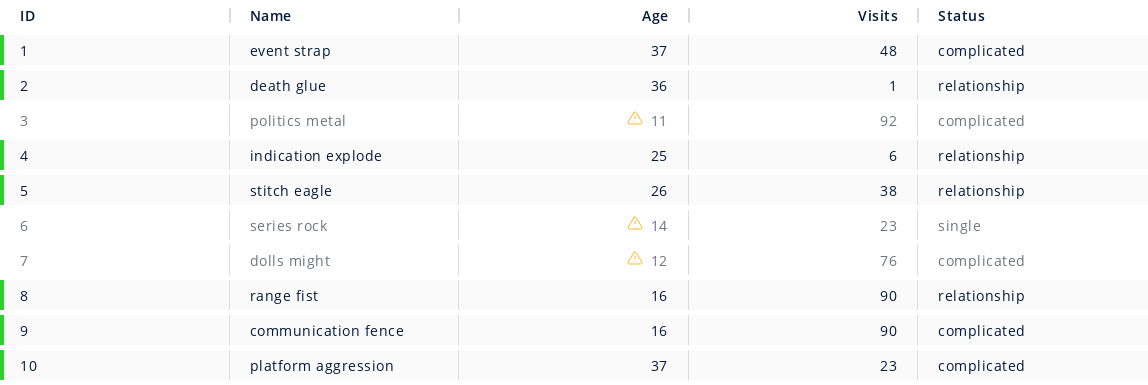 ID Name Age Visits Status
1 event strap 37 48 complicated
2 death glue 36 1 relationship
3 politics metal 11 92 complicated
4 indication explode 25 6 relationship
5 stitch eagle 26 38 relationship
6 series rock 14 23 single
7 dolls might 12 76 complicated
8 range fist 16 90 relationship
9 communication fence 16 90 complicated
10 platform aggression 37 23 complicated